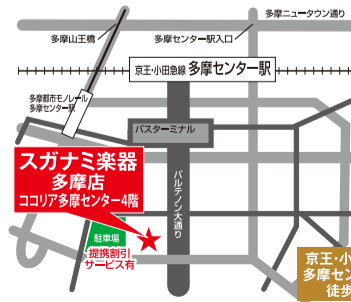 多摩ニュータウン通り
多摩山王橋
多摩センター駅入口
京王・小田急線 多摩センター駅
多摩都市モノレール
多摩センター駅
バスターミナル
スガナミ楽器
多摩店
ココリア多摩センター4階
パルテノン大通り
駐車場
提携割引
サービス有
京王・小
多摩セン
徒歩